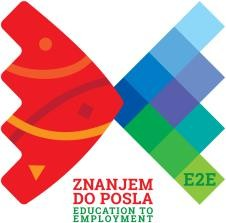 E2E
ZNANJEM
DO POSLA
EDUCATION TO
EMPLOYMENT